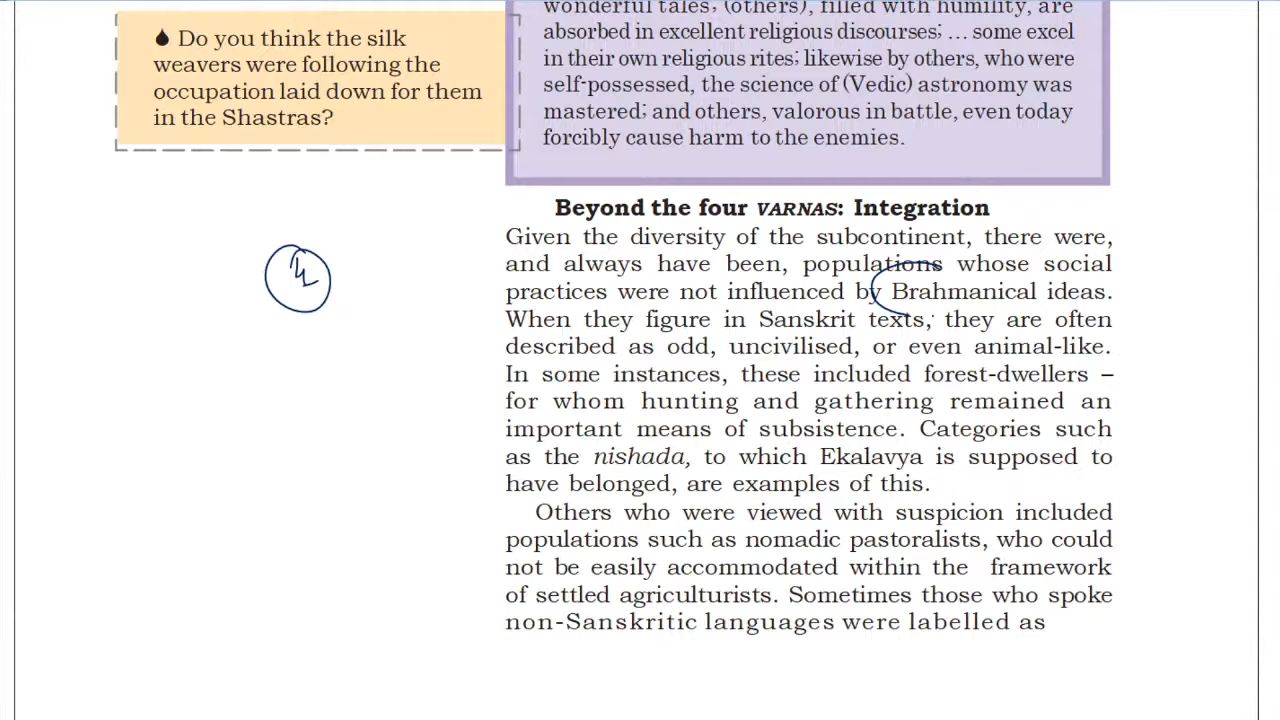 Do you think the silk
weavers were following the
occupation laid down for them
in the Shastras?
wonderful tales; (others), filled with humility, are
absorbed in excellent religious discourses; ... some excel
in their own religious rites; likewise by others, who were
self-possessed, the science of (Vedic) astronomy was
mastered; and others, valorous in battle, even today
forcibly cause harm to the enemies.
Beyond the four VARNAS: Integration
Given the diversity of the subcontinent, there were,
and always have been, populations whose social
practices were not influenced by Brahmanical ideas.
When they figure in Sanskrit texts, they are often
described as odd, uncivilised, or even animal-like.
In some instances, these included forest-dwellers –
for whom hunting and gathering remained an
important means of subsistence. Categories such
as the nishada, to which Ekalavya is supposed to
have belonged, are examples of this.
Others who were viewed with suspicion included
populations such as nomadic pastoralists, who could
not be easily accommodated within the framework
of settled agriculturists. Sometimes those who spoke
non-Sanskritic languages were labelled as